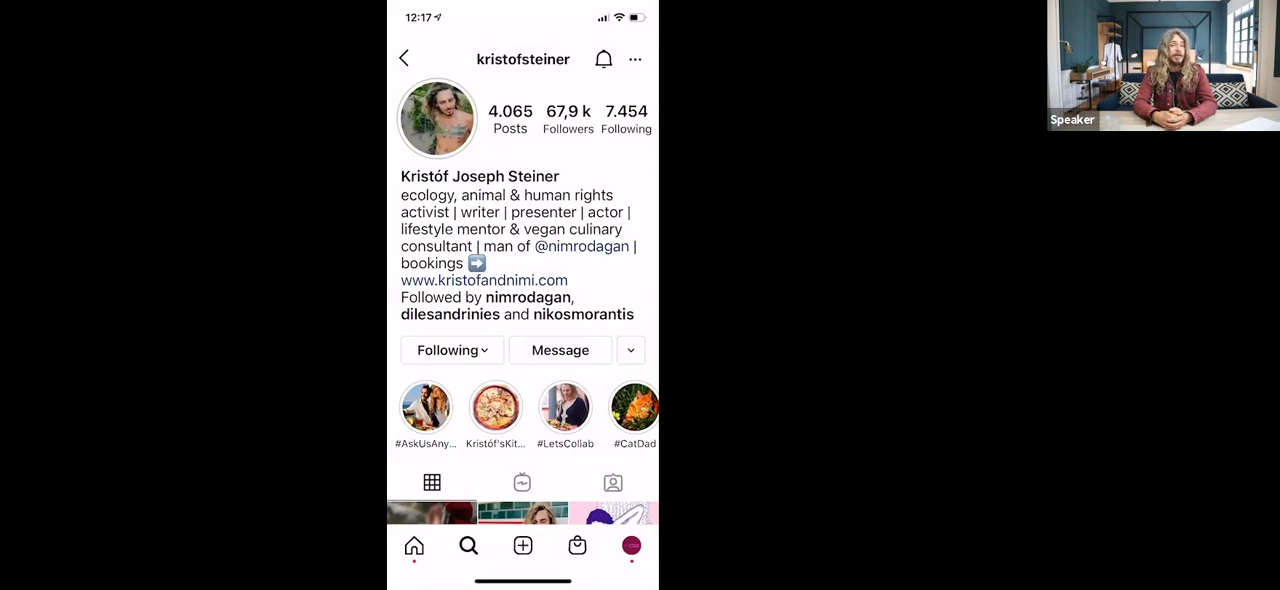 12:17
kristofsteiner
4.065 67,9 k 7.454
Posts Followers Following
Kristóf Joseph Steiner
ecology, animal & human rights
activist | writer | presenter | actor |
lifestyle mentor & vegan culinary
consultant | man of @nimrodagan |
bookings ➡️
www.kristofandnimi.com
Followed by nimrodagan,
dilesandrinies and nikosmorantis
Following Message
#AskUsAny... Kristóf'sKit... #LetsCollab #CatDad
Speaker